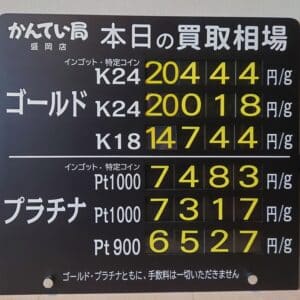 かんてい局 本日の買取相場
盛岡店
インゴット・特定コイン
K24 20444 円/g
ゴールド K24 20018 円/g
K18 14744 円/g
インゴット・特定コイン
Pt1000 7483 円/g
プラチナ Pt1000 7317 円/g
Pt900 6527 円/g
ゴールド・プラチナともに、手数料は一切いただきません